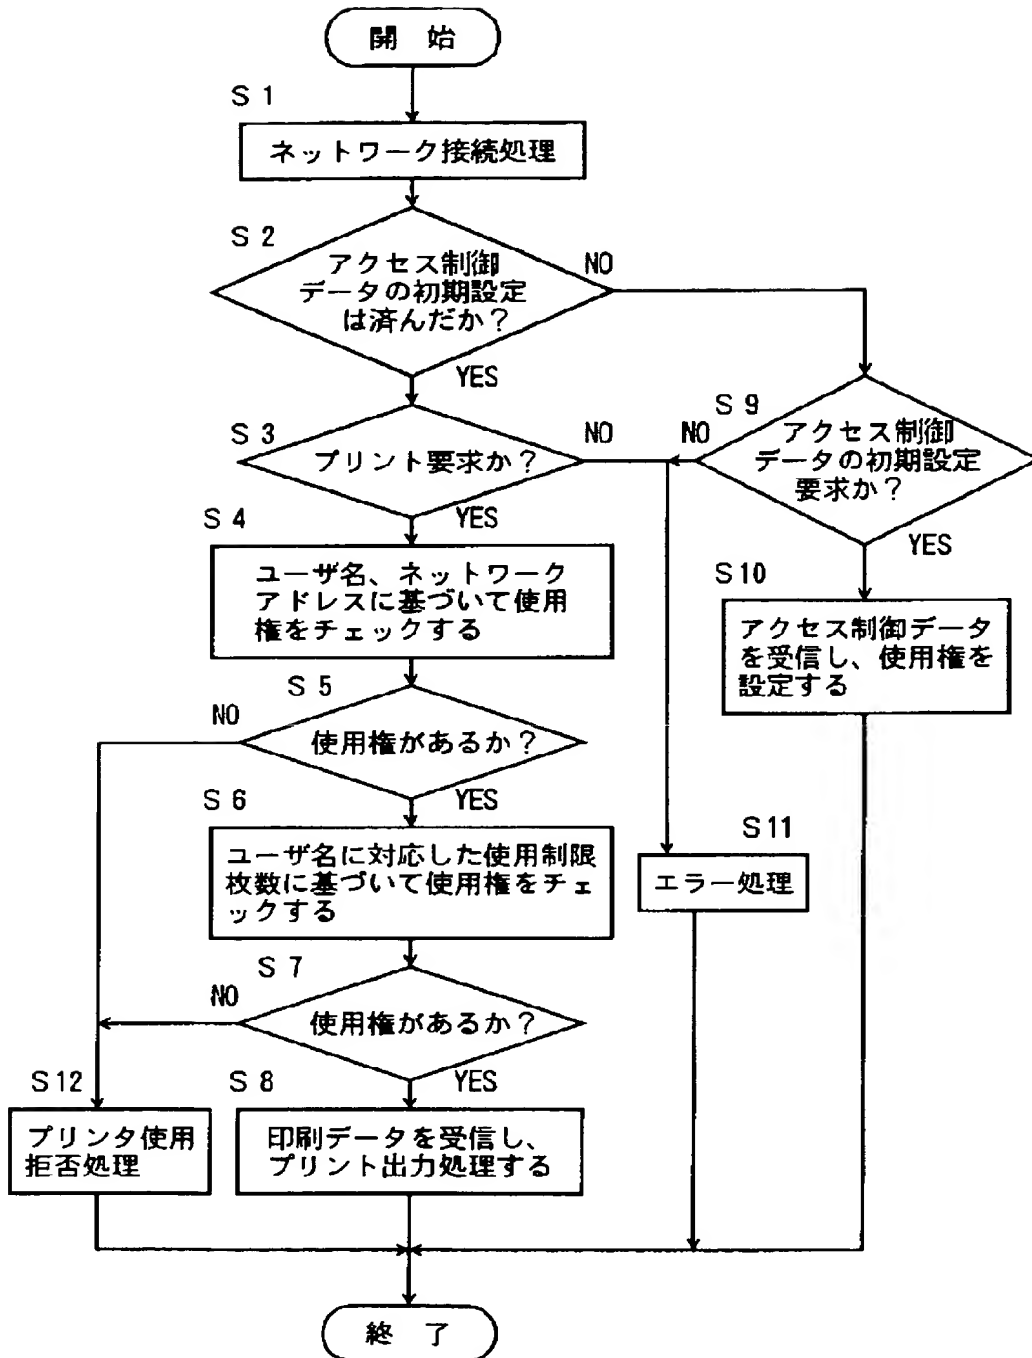 開 始
S 1
ネットワーク接続処理
S 2
アクセス制御
データの初期設定
は済んだか？
NO
YES
S 3
プリント要求か？
NO
YES
S 9
NO
アクセス制御
データの初期設定
要求か？
YES
S 4
ユーザ名、ネットワーク
アドレスに基づいて使用
権をチェックする
S10
アクセス制御データ
を受信し、使用権を
設定する
S 5
NO
使用権があるか？
YES
S 6
ユーザ名に対応した使用制限
枚数に基づいて使用権をチェ
ックする
S11
エラー処理
S 7
NO
使用権があるか？
YES
S12
プリンタ使用
拒否処理
S 8
印刷データを受信し、
プリント出力処理する
終 了